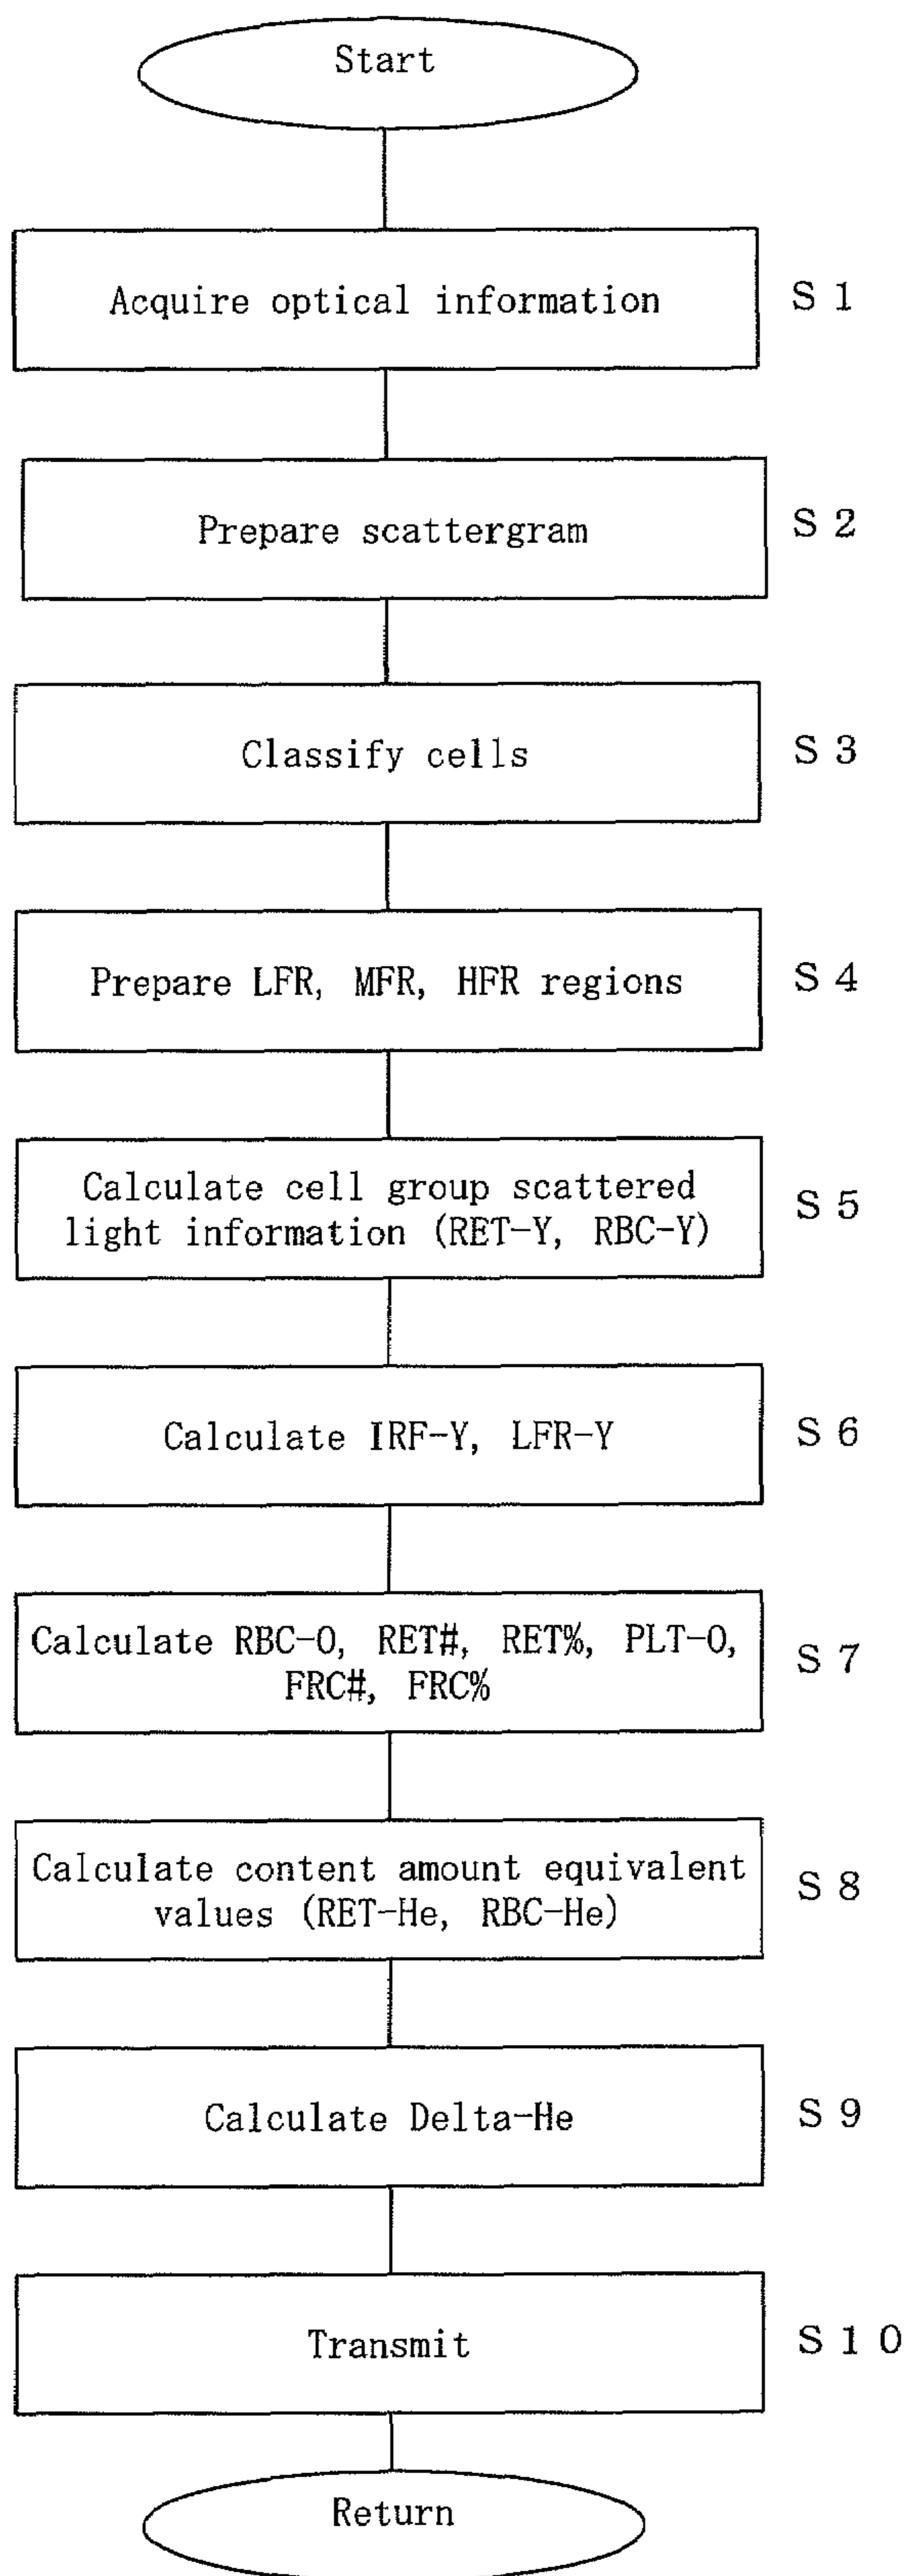 Start
Acquire optical information
S 1
Prepare scattergram
S 2
Classify cells
S 3
Prepare LFR, MFR, HFR regions
S 4
Calculate cell group scattered
light information (RET-Y, RBC-Y)
S 5
Calculate IRF-Y, LFR-Y
S 6
Calculate RBC-O, RET#, RET%, PLT-O,
FRC#, FRC%
S 7
Calculate content amount equivalent
values (RET-He, RBC-He)
S 8
Calculate Delta-He
S 9
Transmit
S 1 0
Return